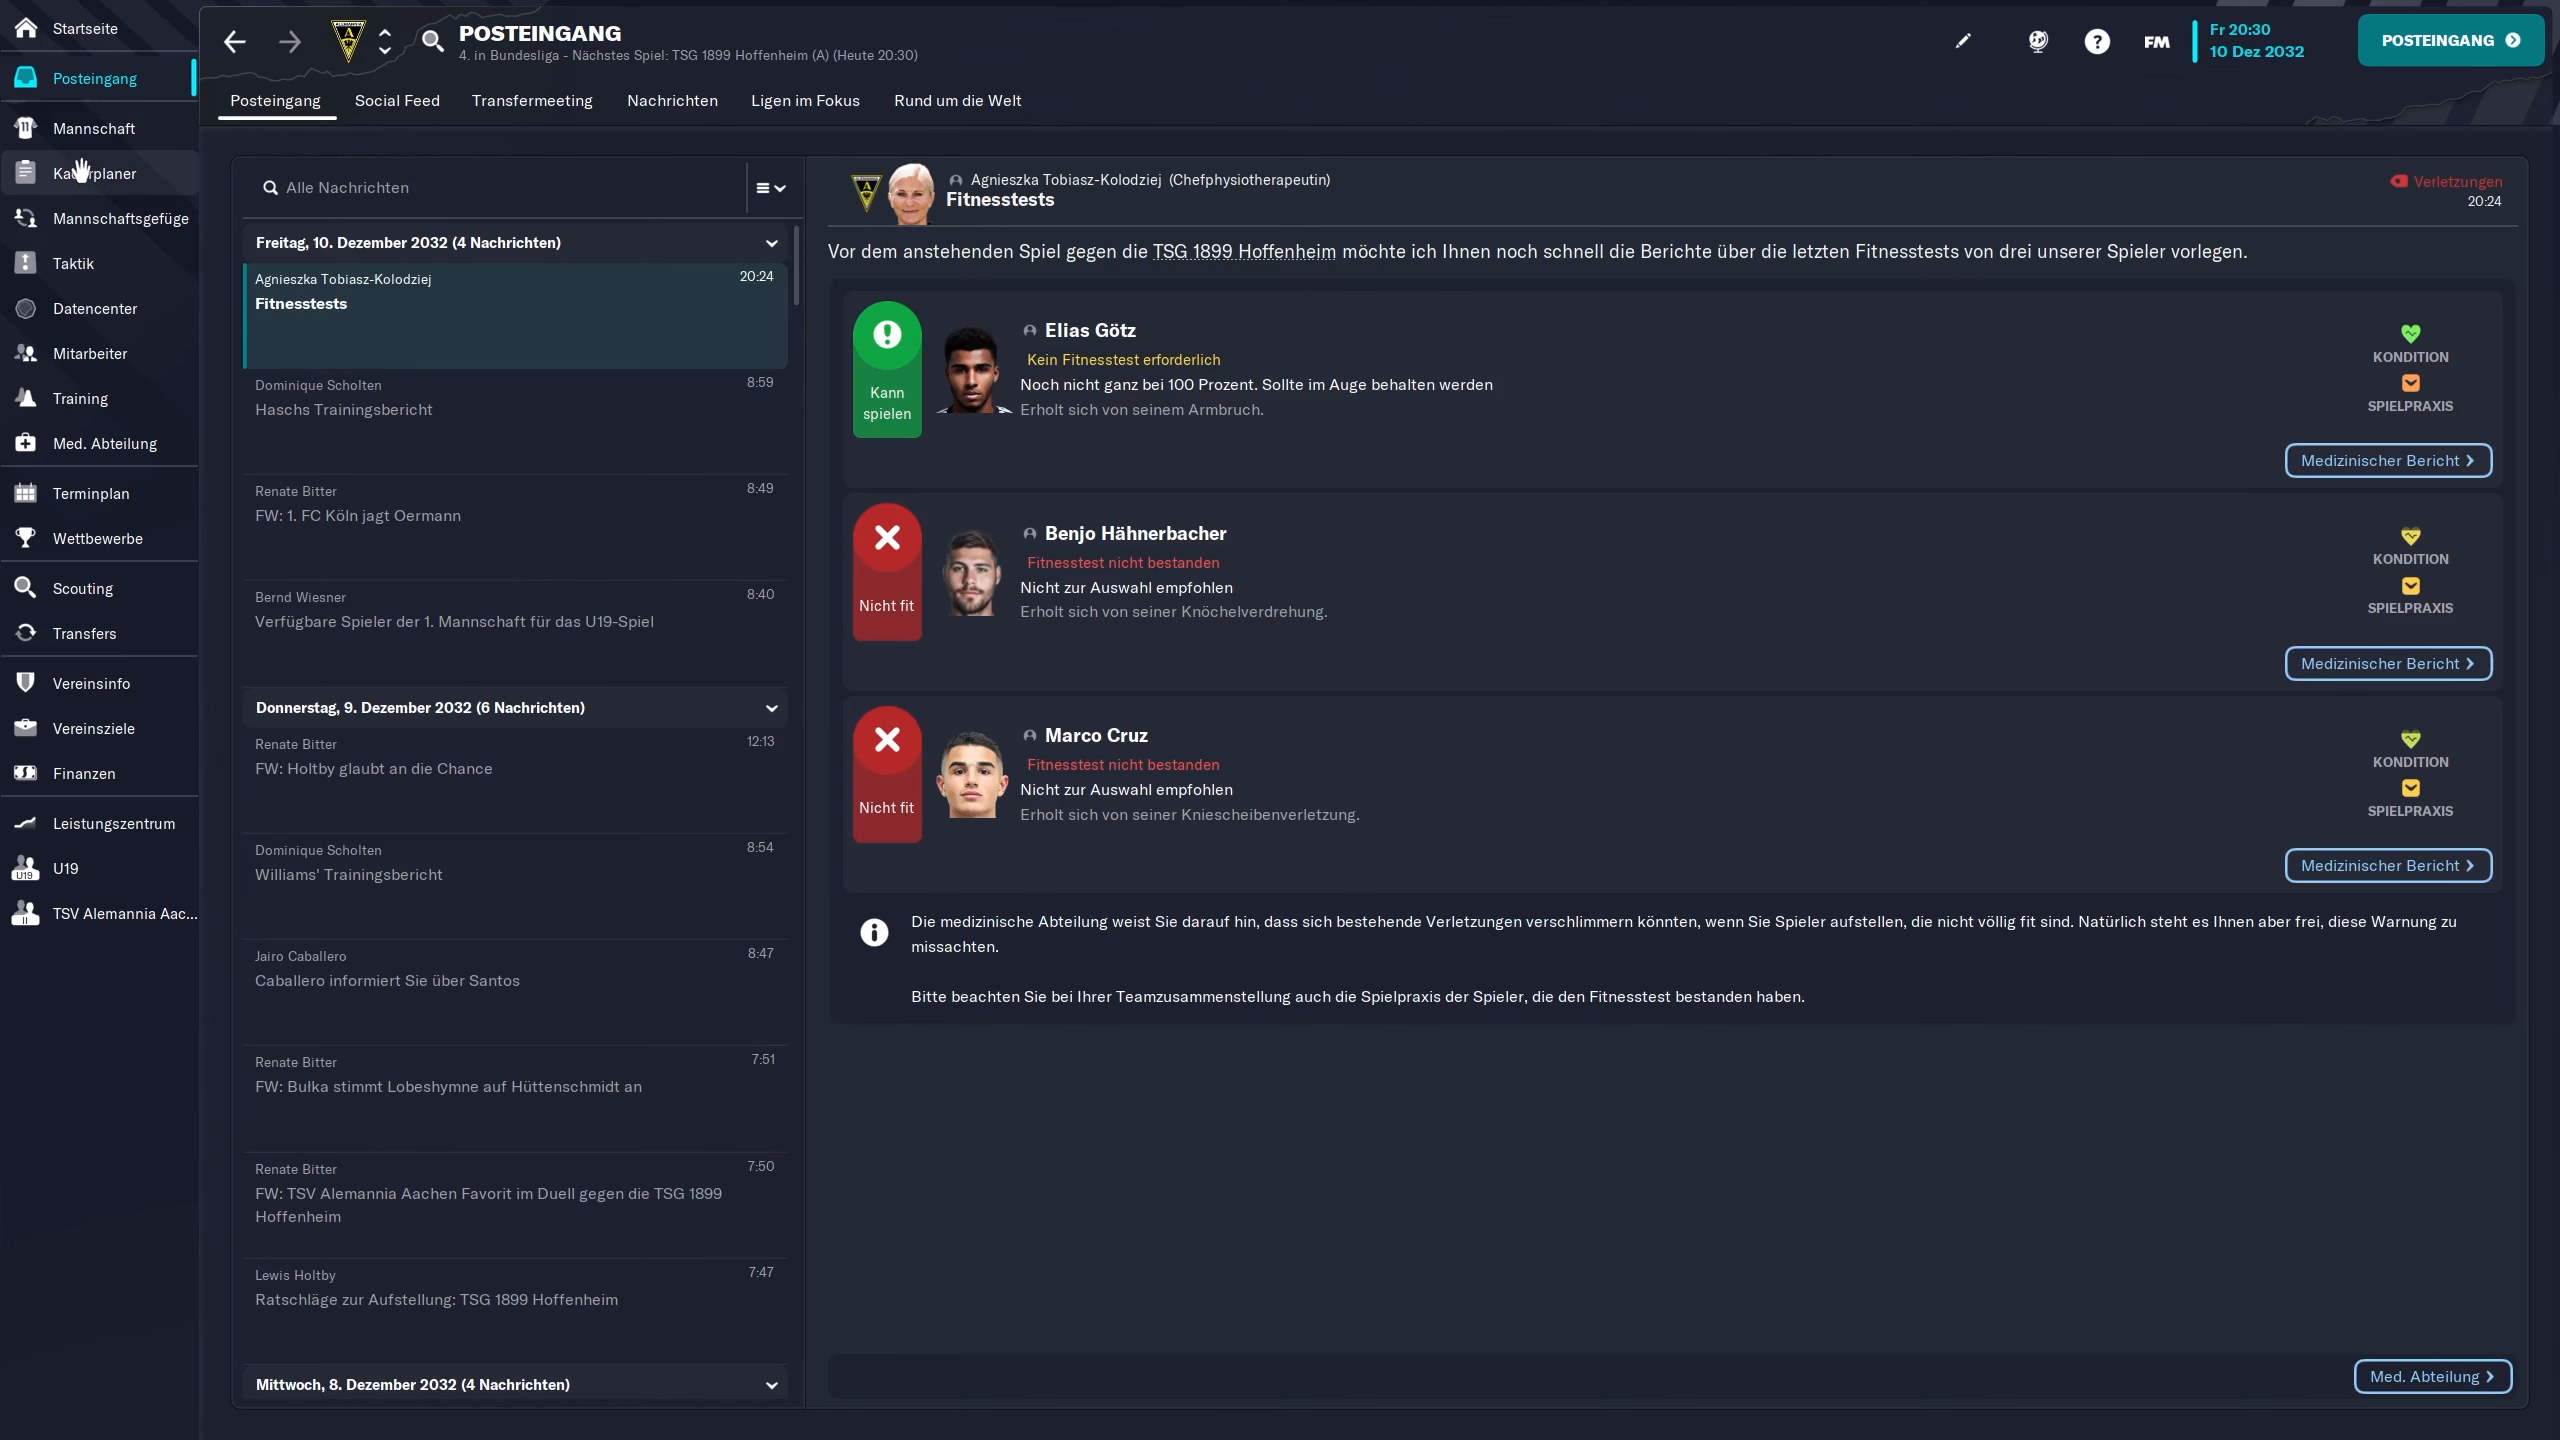 Startseite
Posteingang
Mannschaft
Mannschaftsgefüge
Taktik
Datencenter
Mitarbeiter
Training
Med. Abteilung
Terminplan
Wettbewerbe
Scouting
Transfers
Vereinsinfo
Vereinsziele
Finanzen
Leistungszentrum
U19
U19
II
TSV Alemannia Aac...
POSTEINGANG
4. in Bundesliga - Nächstes Spiel: TSG 1899 Hoffenheim (A) (Heute 20:30)
FM
Fr 20:30
10 Dez 2032
POSTEINGANG
Posteingang Social Feed Transfermeeting Nachrichten Ligen im Fokus Rund um die Welt
Alle Nachrichten
Freitag, 10. Dezember 2032 (4 Nachrichten)
Agnieszka Tobiasz-Kolodziej 20:24
Fitnesstests
Dominique Scholten 8:59
Haschs Trainingsbericht
Renate Bitter 8:49
FW: 1. FC Köln jagt Oermann
Bernd Wiesner 8:40
Verfügbare Spieler der 1. Mannschaft für das U19-Spiel
Donnerstag, 9. Dezember 2032 (6 Nachrichten)
Renate Bitter 12:13
FW: Holtby glaubt an die Chance
Dominique Scholten 8:54
Williams' Trainingsbericht
Jairo Caballero 8:47
Caballero informiert Sie über Santos
Renate Bitter 7:51
FW: Bułka stimmt Lobeshymne auf Hüttenschmidt an
Renate Bitter 7:50
FW: TSV Alemannia Aachen Favorit im Duell gegen die TSG 1899
Hoffenheim
Lewis Holtby 7:47
Ratschläge zur Aufstellung: TSG 1899 Hoffenheim
Mittwoch, 8. Dezember 2032 (4 Nachrichten)
Agnieszka Tobiasz-Kolodziej (Chefphysiotherapeutin)
Fitnesstests
Verletzungen
20:24
Vor dem anstehenden Spiel gegen die TSG 1899 Hoffenheim möchte ich Ihnen noch schnell die Berichte über die letzten Fitnesstests von drei unserer Spieler vorlegen.
Kann
spielen
Elias Götz
Kein Fitnesstest erforderlich
Noch nicht ganz bei 100 Prozent. Sollte im Auge behalten werden
Erholt sich von seinem Armbruch.
KONDITION
SPIELPRAXIS
Medizinischer Bericht
Nicht fit
Benjo Hähnerbacher
Fitnesstest nicht bestanden
Nicht zur Auswahl empfohlen
Erholt sich von seiner Knöchelverdrehung.
KONDITION
SPIELPRAXIS
Medizinischer Bericht
Nicht fit
Marco Cruz
Fitnesstest nicht bestanden
Nicht zur Auswahl empfohlen
Erholt sich von seiner Kniescheibenverletzung.
KONDITION
SPIELPRAXIS
Medizinischer Bericht
Die medizinische Abteilung weist Sie darauf hin, dass sich bestehende Verletzungen verschlimmern könnten, wenn Sie Spieler aufstellen, die nicht völlig fit sind. Natürlich steht es Ihnen aber frei, diese Warnung zu
missachten.
Bitte beachten Sie bei Ihrer Teamzusammenstellung auch die Spielpraxis der Spieler, die den Fitnesstest bestanden haben.
Med. Abteilung